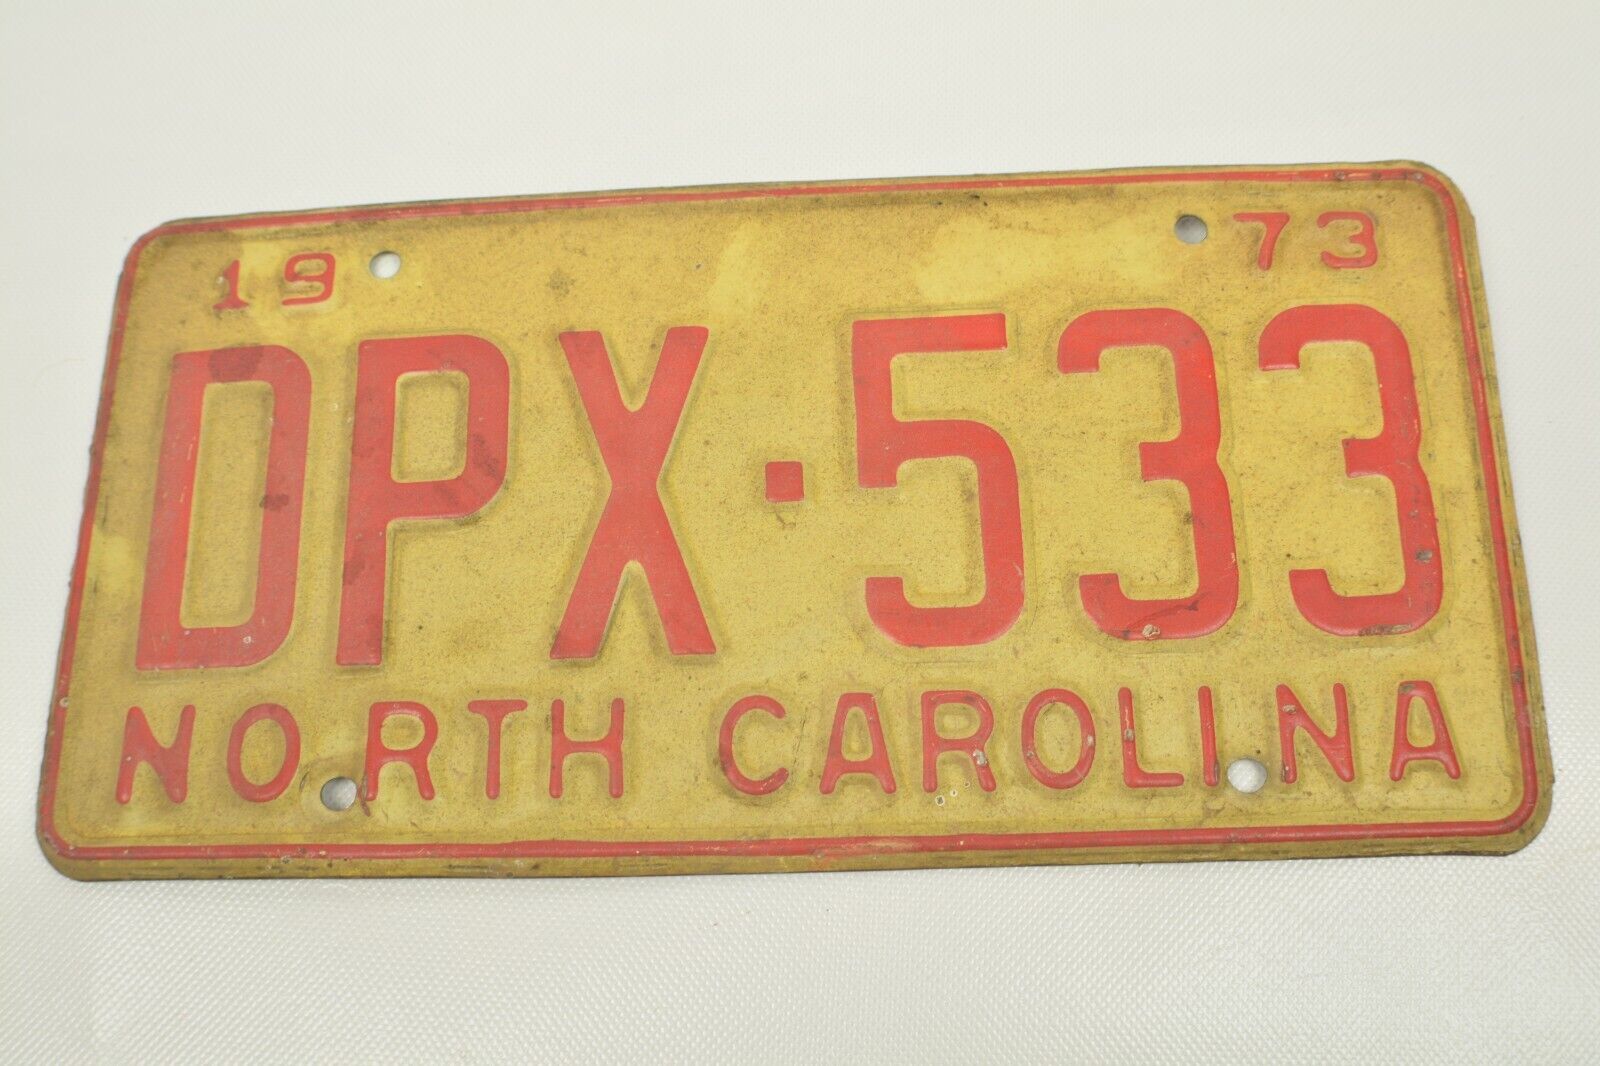 19 73
DPX·533
NORTH CAROLINA